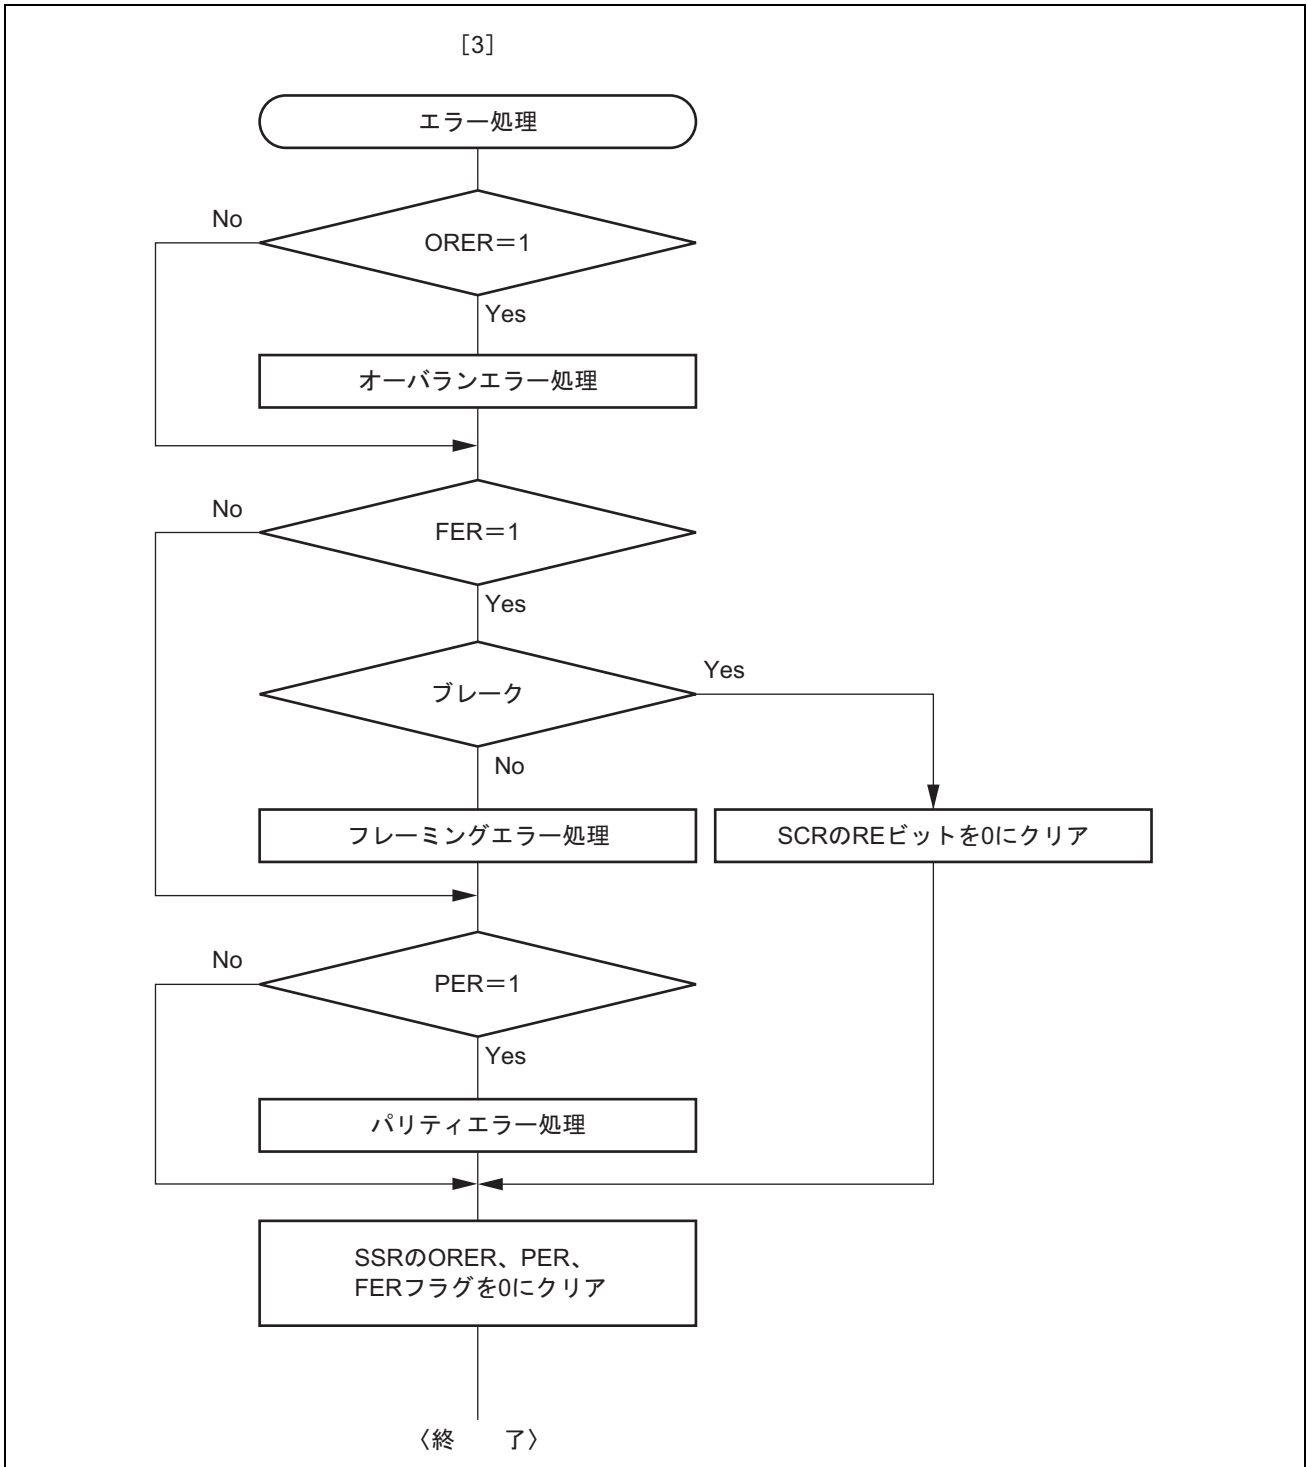 [3]
エラー処理
No
ORER＝1
Yes
オーバランエラー処理
No
FER＝1
Yes
ブレーク
Yes
No
フレーミングエラー処理
SCRのREビットを0にクリア
No
PER＝1
Yes
パリティエラー処理
SSRのORER、PER、
FERフラグを0にクリア
〈終　了〉